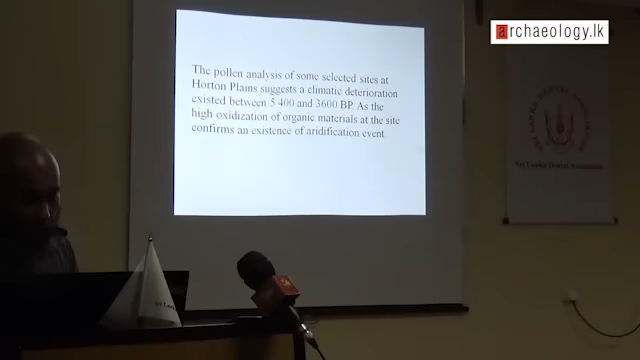 archaeology.lk
The pollen analysis of some selected sites at
Horton Plains suggests a climatic deterioration
existed between 5 400 and 3600 BP. As the
high oxidization of organic materials at the site
confirms an existence of aridification event.
Sri Lanka Dental Association